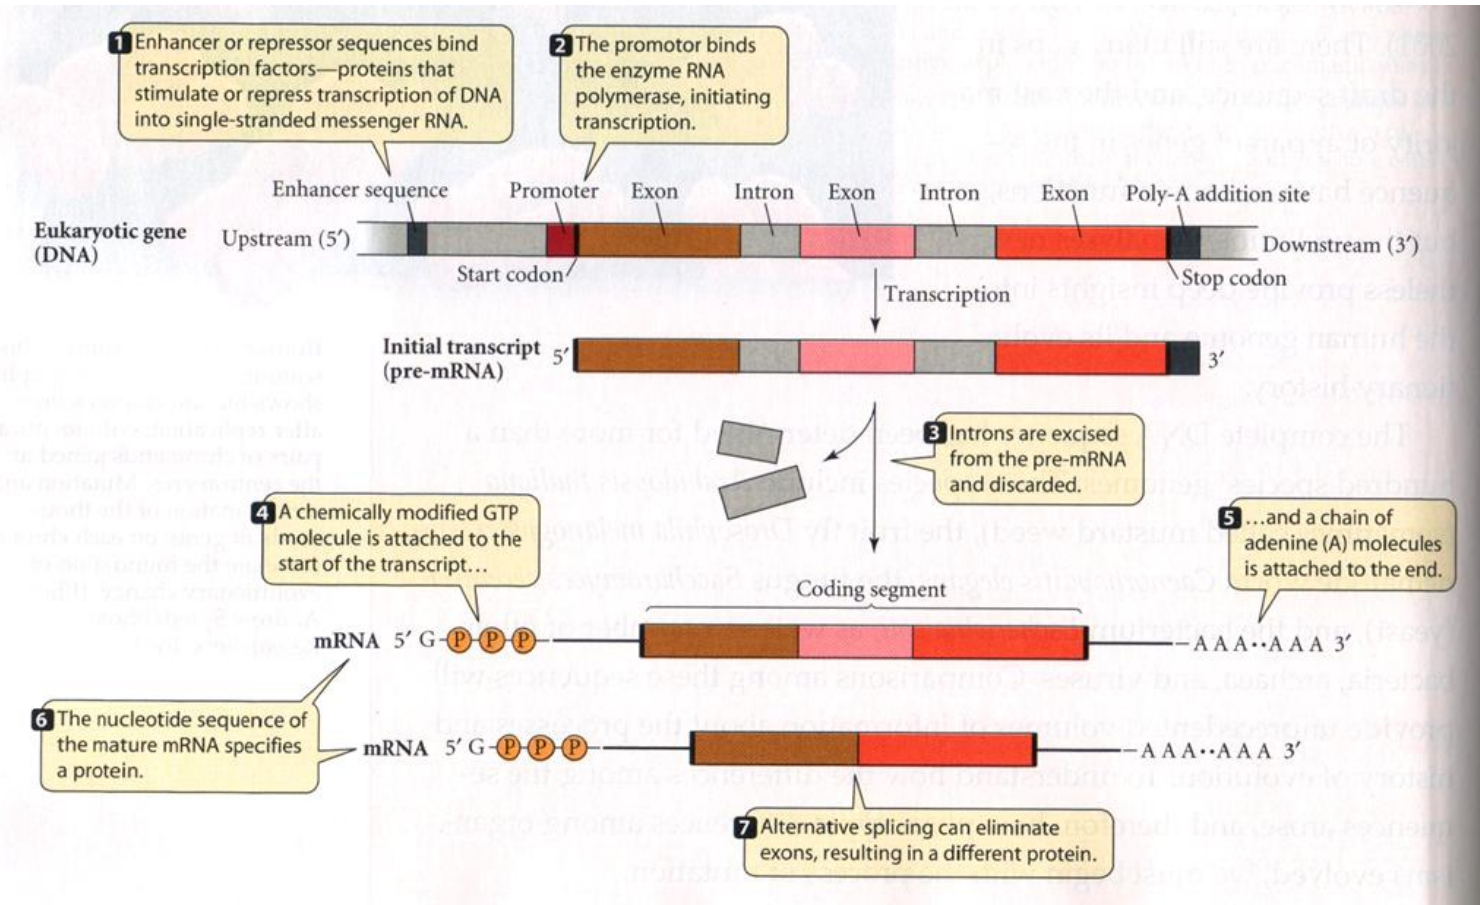 1 Enhancer or repressor sequences bind
transcription factors—proteins that
stimulate or repress transcription of DNA
into single-stranded messenger RNA.
2 The promotor binds
the enzyme RNA
polymerase, initiating
transcription.
Enhancer sequence
Promoter
Exon
Intron
Exon
Intron
Exon
Poly-A addition site
Eukaryotic gene
(DNA)
Upstream (5′)
Downstream (3′)
Start codon
Stop codon
Transcription
Initial transcript
(pre-mRNA)
5′
3′
3 Introns are excised
from the pre-mRNA
and discarded.
4 A chemically modified GTP
molecule is attached to the
start of the transcript…
5 …and a chain of
adenine (A) molecules
is attached to the end.
Coding segment
mRNA 5′ G–P–P–P
A A A••A A A 3′
6 The nucleotide sequence of
the mature mRNA specifies
a protein.
mRNA 5′ G–P–P–P
A A A••A A A 3′
7 Alternative splicing can eliminate
exons, resulting in a different protein.